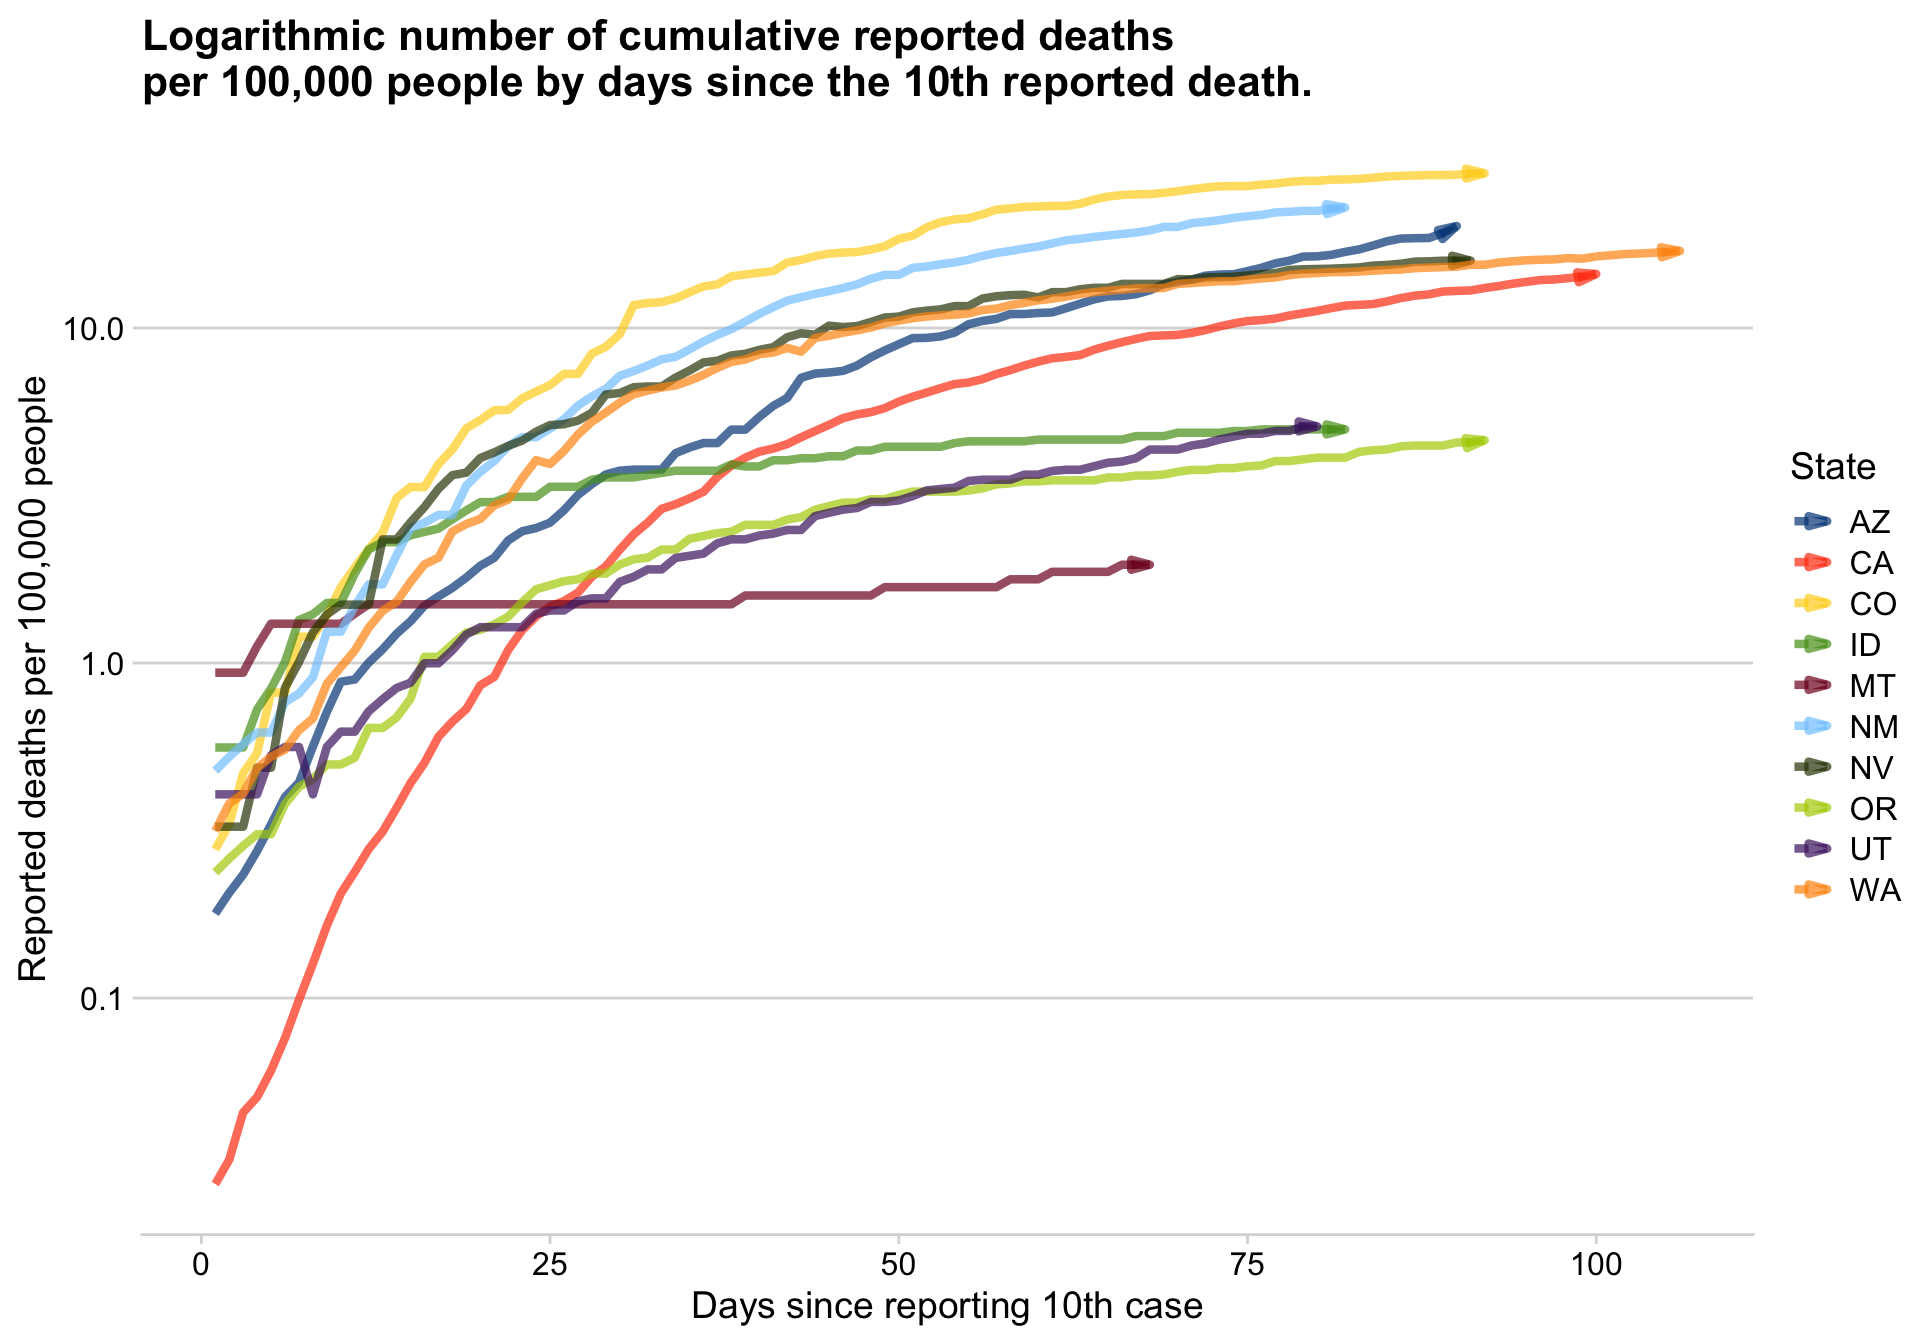 Logarithmic number of cumulative reported deaths
per 100,000 people by days since the 10th reported death.
Reported deaths per 100,000 people
10.0
1.0
0.1
0
25
50
75
100
Days since reporting 10th case
State
AZ
CA
CO
ID
MT
NM
NV
OR
UT
WA